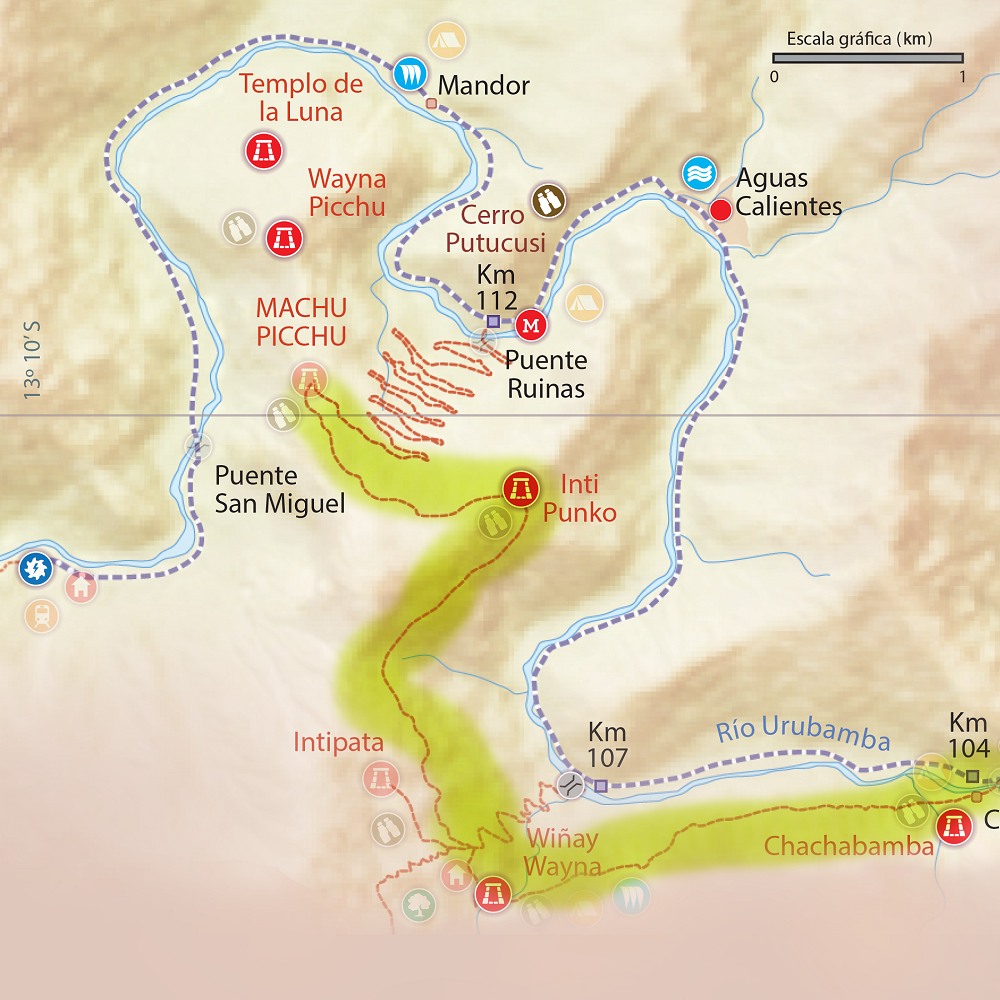 Escala gráfica (km)
0 1
Mandor
Templo de
la Luna
Wayna
Picchu
Aguas
Calientes
Cerro
Putucusi
Km
112
MACHU
PICCHU
M
Puente
Ruinas
13º 10'S
Puente
San Miguel
Inti
Punko
Intipata
Km
107
Río Urubamba
Km
104
Wiñay
Wayna
Chachabamba
C